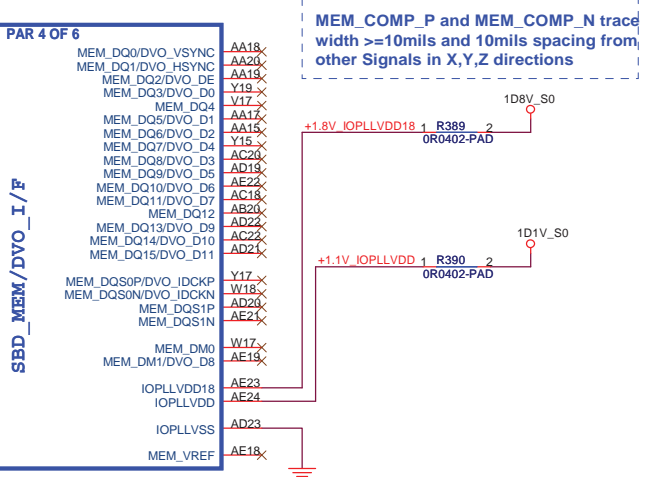 MEM_COMP_P and MEM_COMP_N trace
width >=10mils and 10mils spacing from
other Signals in X,Y,Z directions
PAR 4 OF 6
SBD_MEM/DVO_I/F
MEM_DQ0/DVO_VSYNC AA18
MEM_DQ1/DVO_HSYNC AA20
MEM_DQ2/DVO_DE AA19
MEM_DQ3/DVO_D0 Y19
MEM_DQ4 V17
MEM_DQ5/DVO_D1 AA17
MEM_DQ6/DVO_D2 AA15
MEM_DQ7/DVO_D4 Y15
MEM_DQ8/DVO_D3 AC20
MEM_DQ9/DVO_D5 AD19
MEM_DQ10/DVO_D6 AE22
MEM_DQ11/DVO_D7 AC18
MEM_DQ12 AB20
MEM_DQ13/DVO_D9 AD22
MEM_DQ14/DVO_D10 AC22
MEM_DQ15/DVO_D11 AD21
MEM_DQS0P/DVO_IDCKP Y17
MEM_DQS0N/DVO_IDCKN W18
MEM_DQS1P AD20
MEM_DQS1N AE21
MEM_DM0 W17
MEM_DM1/DVO_D8 AE19
IOPLLVDD18 AE23
IOPLLVDD AE24
IOPLLVSS AD23
MEM_VREF AE18
1D8V_S0
+1.8V_IOPLLVDD18 1 R389 2
0R0402-PAD
1D1V_S0
+1.1V_IOPLLVDD 1 R390 2
0R0402-PAD